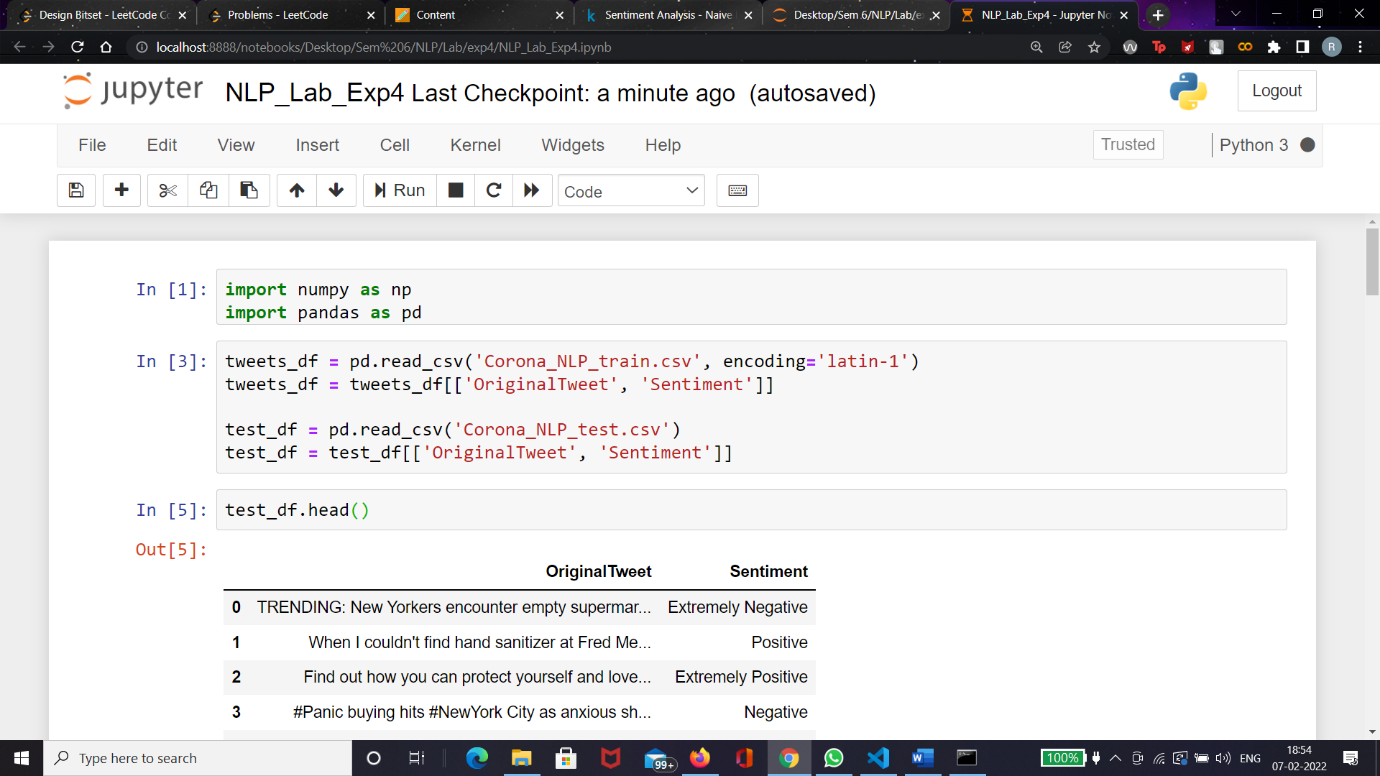 Design Bitset - LeetCode Co
Problems - LeetCode
Content
Sentiment Analysis - Naive
Desktop/Sem 6/NLP/Lab/e
NLP_Lab_Exp4 - Jupyter No
localhost:8888/notebooks/Desktop/Sem%206/NLP/Lab/exp4/NLP_Lab_Exp4.ipynb
Tp
R
jupyter NLP_Lab_Exp4 Last Checkpoint: a minute ago (autosaved)
Logout
File Edit View Insert Cell Kernel Widgets Help
Trusted
Python 3
Run
Code
In [1]: import numpy as np
import pandas as pd
In [3]: tweets_df = pd.read_csv('Corona_NLP_train.csv', encoding='latin-1')
tweets_df = tweets_df[['OriginalTweet', 'Sentiment']]
test_df = pd.read_csv('Corona_NLP_test.csv')
test_df = test_df[['OriginalTweet', 'Sentiment']]
In [5]: test_df.head()
Out[5]:
OriginalTweet Sentiment
0 TRENDING: New Yorkers encounter empty supermar... Extremely Negative
1 When I couldn't find hand sanitizer at Fred Me... Positive
2 Find out how you can protect yourself and love... Extremely Positive
3 #Panic buying hits #NewYork City as anxious sh... Negative
Type here to search
99+
100%
ENG
18:54
07-02-2022